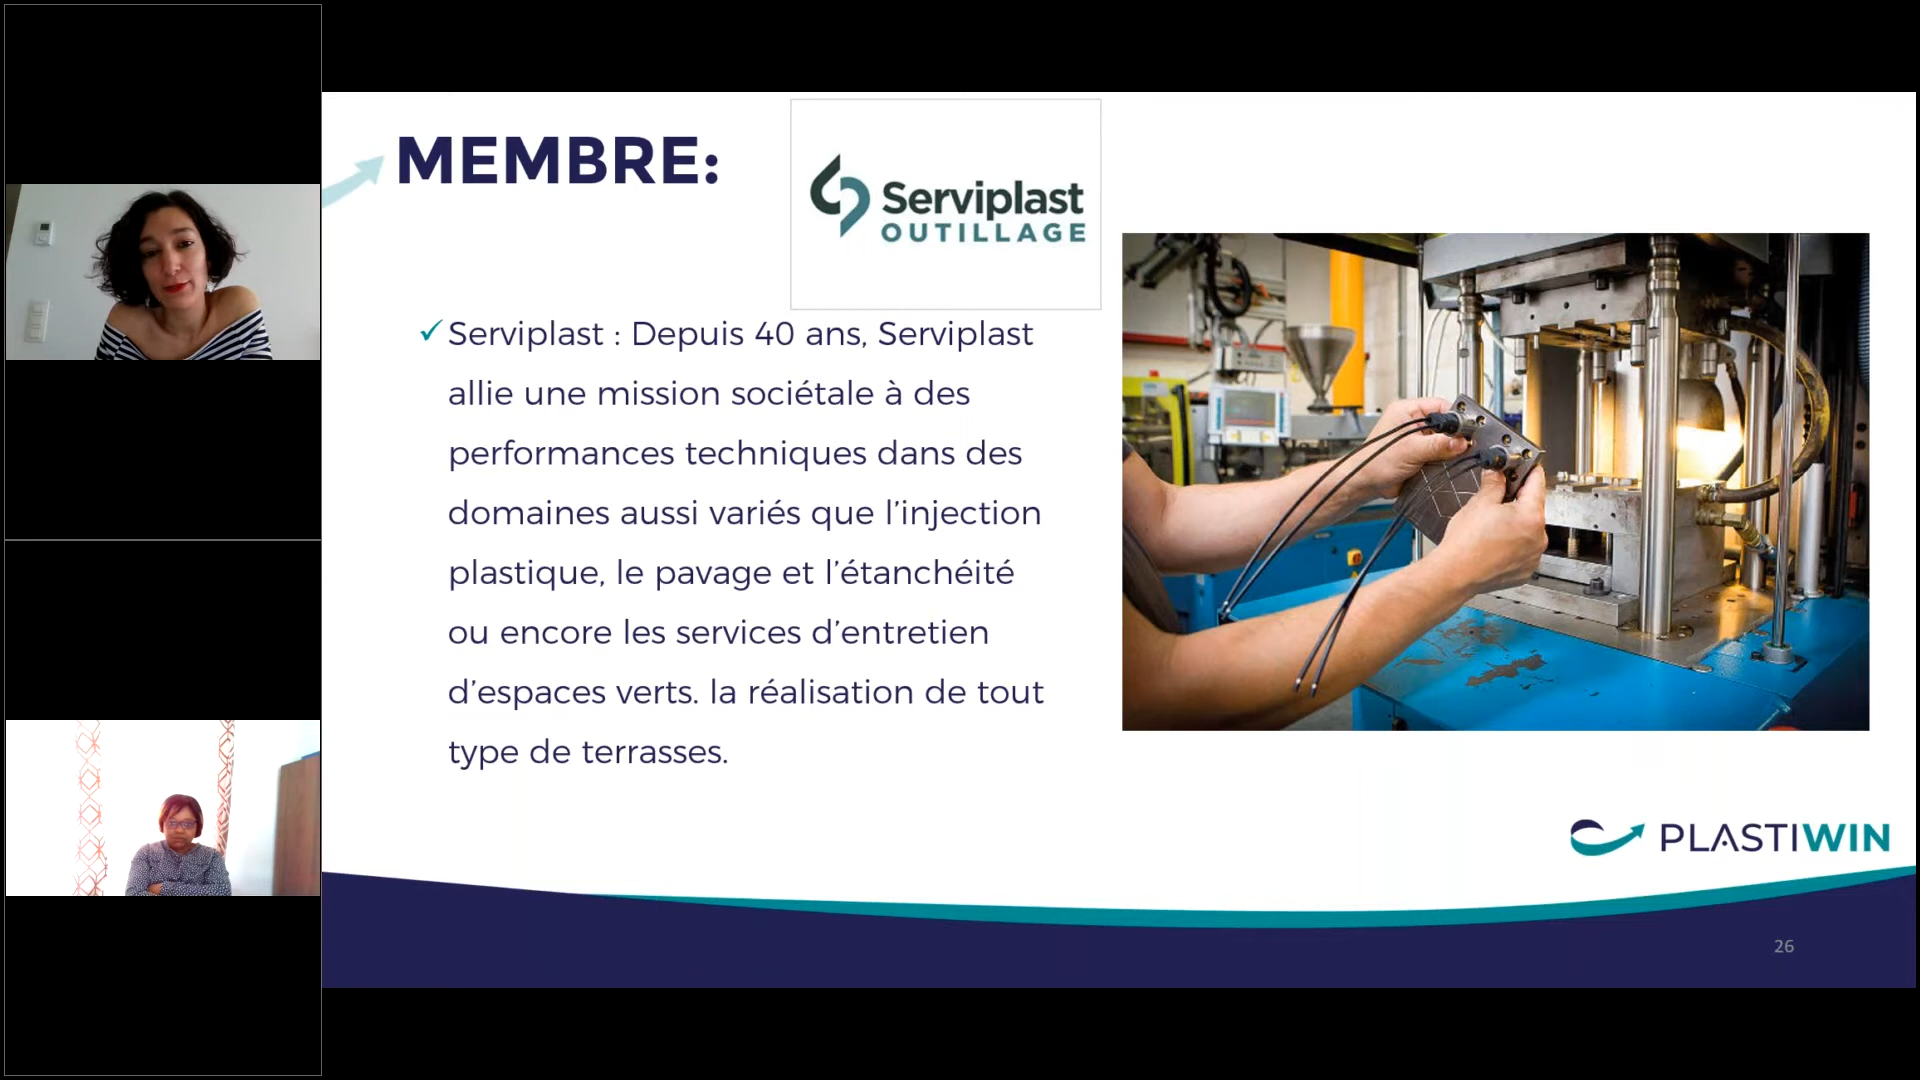 MEMBRE:
Serviplast
OUTILLAGE
✓ Serviplast : Depuis 40 ans, Serviplast
allie une mission sociétale à des
performances techniques dans des
domaines aussi variés que l’injection
plastique, le pavage et l’étanchéité
ou encore les services d’entretien
d’espaces verts. la réalisation de tout
type de terrasses.
PLASTIWIN
26